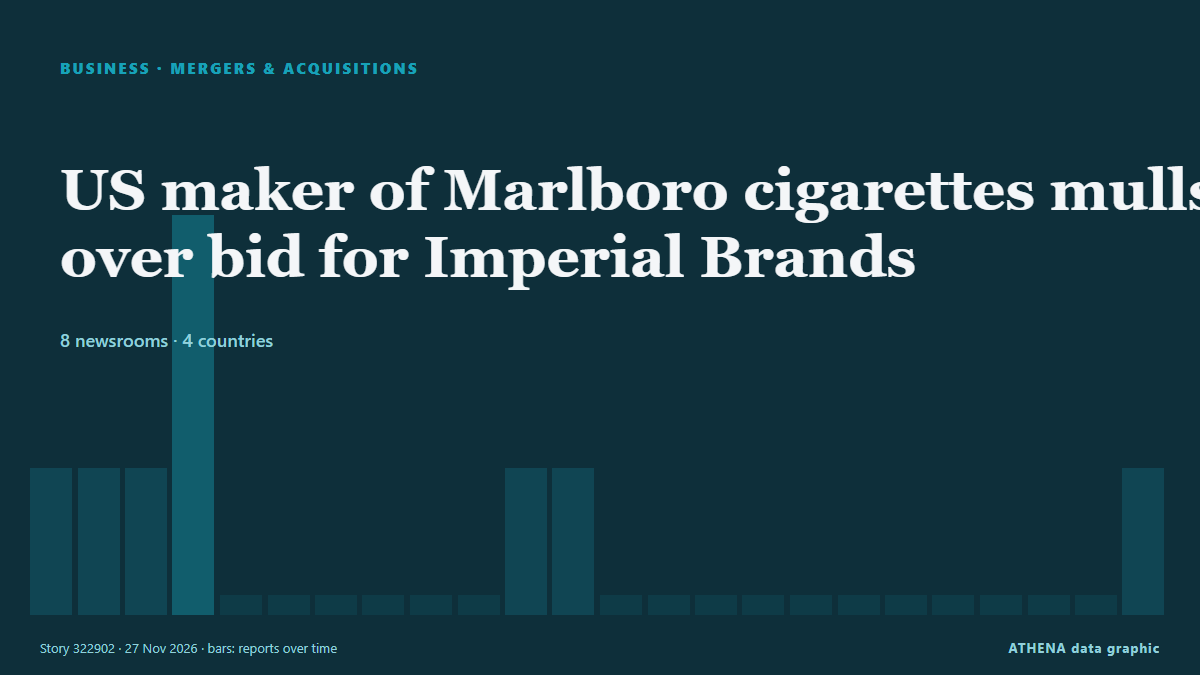 BUSINESS · MERGERS & ACQUISITIONS
US maker of Marlboro cigarettes mulls
over bid for Imperial Brands
8 newsrooms · 4 countries
Story 322902 · 27 Nov 2026 · bars: reports over time
ATHENA data graphic